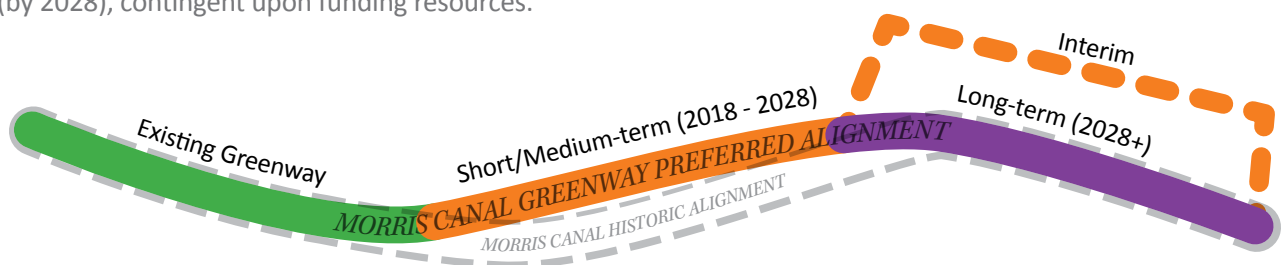 (by 2028), contingent upon funding resources.
Interim
Existing Greenway
Short/Medium-term (2018 - 2028)
Long-term (2028+)
MORRIS CANAL GREENWAY PREFERRED ALIGNMENT
MORRIS CANAL HISTORIC ALIGNMENT